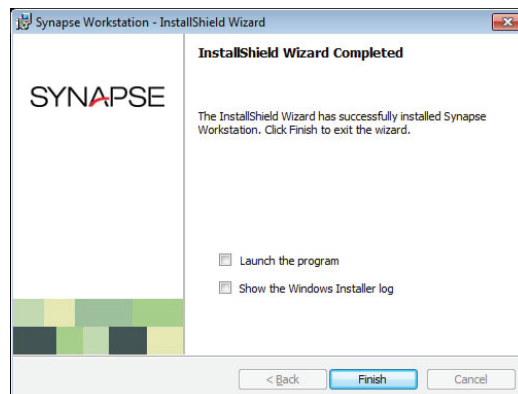 Synapse Workstation - InstallShield Wizard
InstallShield Wizard Completed
SYNAPSE
The InstallShield Wizard has successfully installed Synapse
Workstation. Click Finish to exit the wizard.
Launch the program
Show the Windows Installer log
< Back
Finish
Cancel